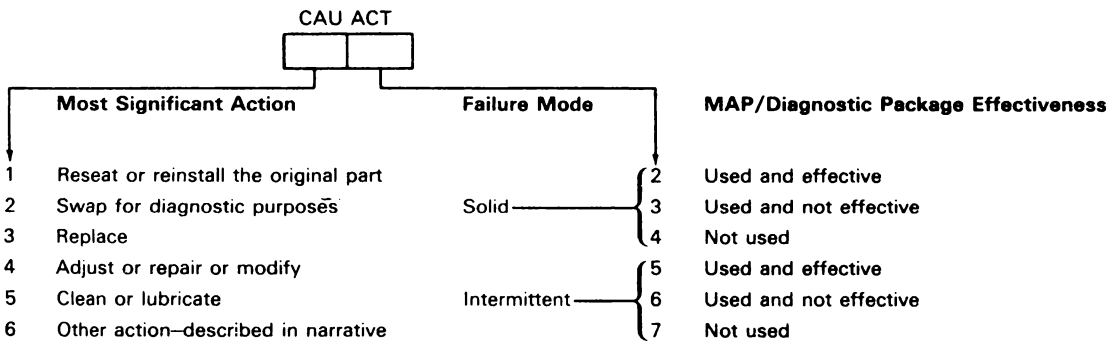 CAU ACT
Most Significant Action Failure Mode MAP/Diagnostic Package Effectiveness
1 Reseat or reinstall the original part 2 Used and effective
2 Swap for diagnostic purposes Solid 3 Used and not effective
3 Replace 4 Not used
4 Adjust or repair or modify 5 Used and effective
5 Clean or lubricate Intermittent 6 Used and not effective
6 Other action—described in narrative 7 Not used